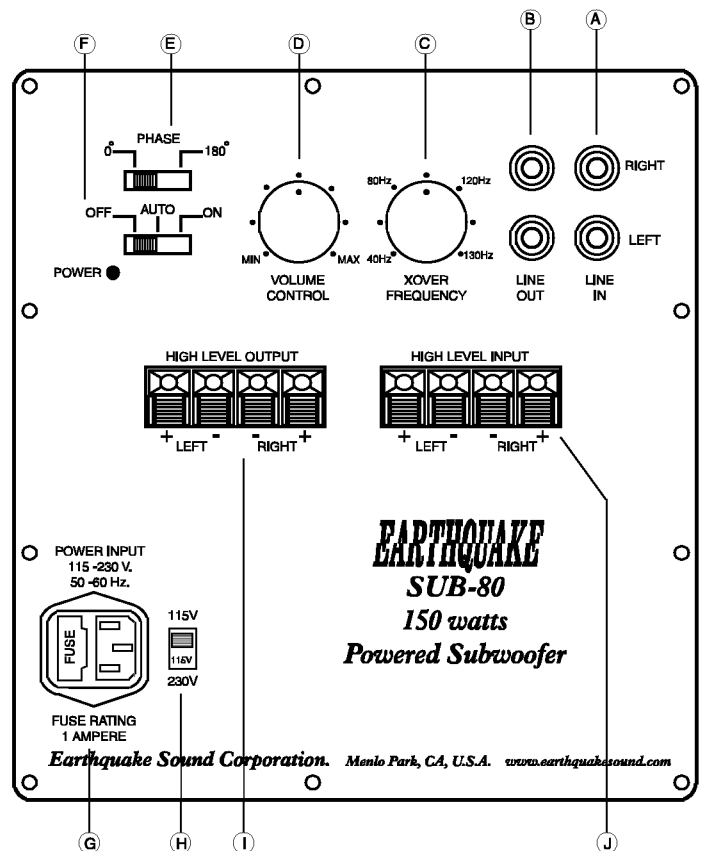 F E D C B A
PHASE
0° 180°
OFF AUTO ON
POWER
MIN MAX
VOLUME
CONTROL
80Hz 120Hz
40Hz 130Hz
XOVER
FREQUENCY
RIGHT
LEFT
LINE
OUT
LINE
IN
HIGH LEVEL OUTPUT
+ LEFT - - RIGHT +
HIGH LEVEL INPUT
+ LEFT - - RIGHT +
EARTHQUAKE
SUB-80
150 watts
Powered Subwoofer
POWER INPUT
115 -230 V.
50 -60 Hz.
FUSE
FUSE RATING
1 AMPERE
115V
115V
230V
Earthquake Sound Corporation. Menlo Park, CA, U.S.A. www.earthquakesound.com
G H I J